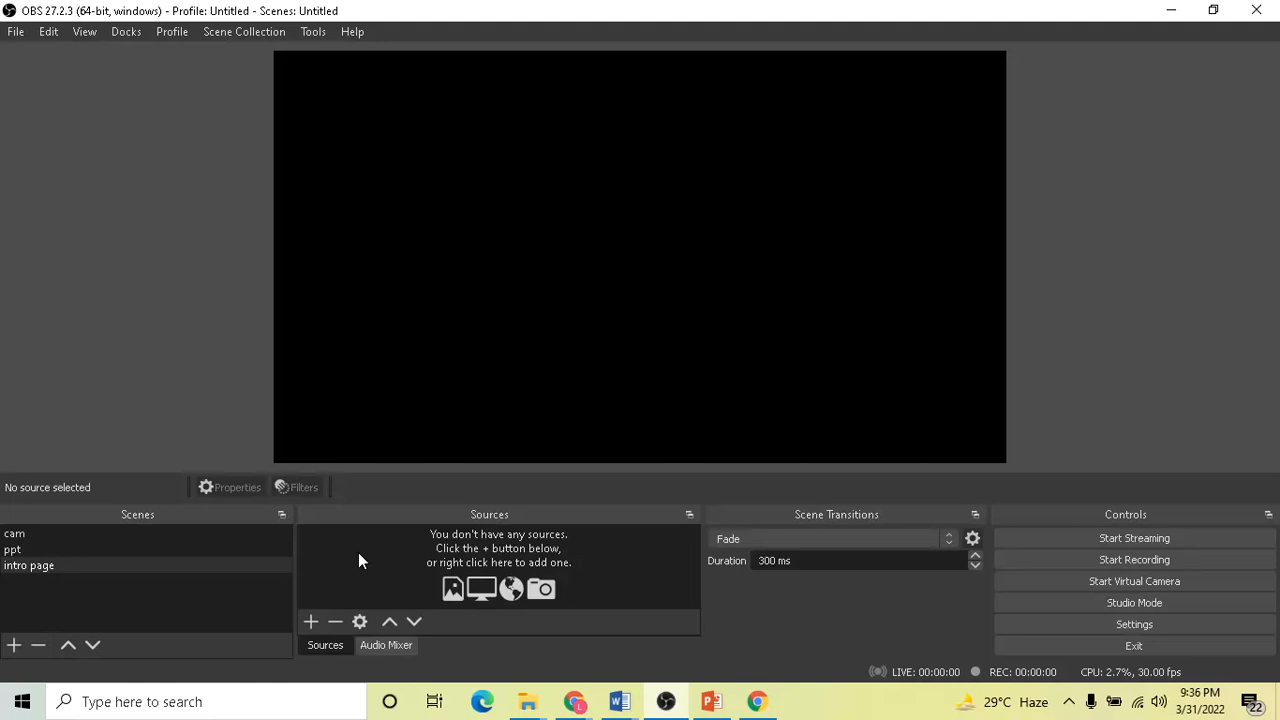 OBS 27.2.3 (64-bit, windows) - Profile: Untitled - Scenes: Untitled
File Edit View Docks Profile Scene Collection Tools Help
No source selected Properties Filters
Scenes
cam
ppt
intro page
Sources
You don't have any sources.
Click the + button below,
or right click here to add one.
Sources Audio Mixer
Scene Transitions
Fade
Duration 300 ms
Controls
Start Streaming
Start Recording
Start Virtual Camera
Studio Mode
Settings
Exit
LIVE: 00:00:00 REC: 00:00:00 CPU: 2.7%, 30.00 fps
Type here to search
29°C Haze
9:36 PM
3/31/2022
22